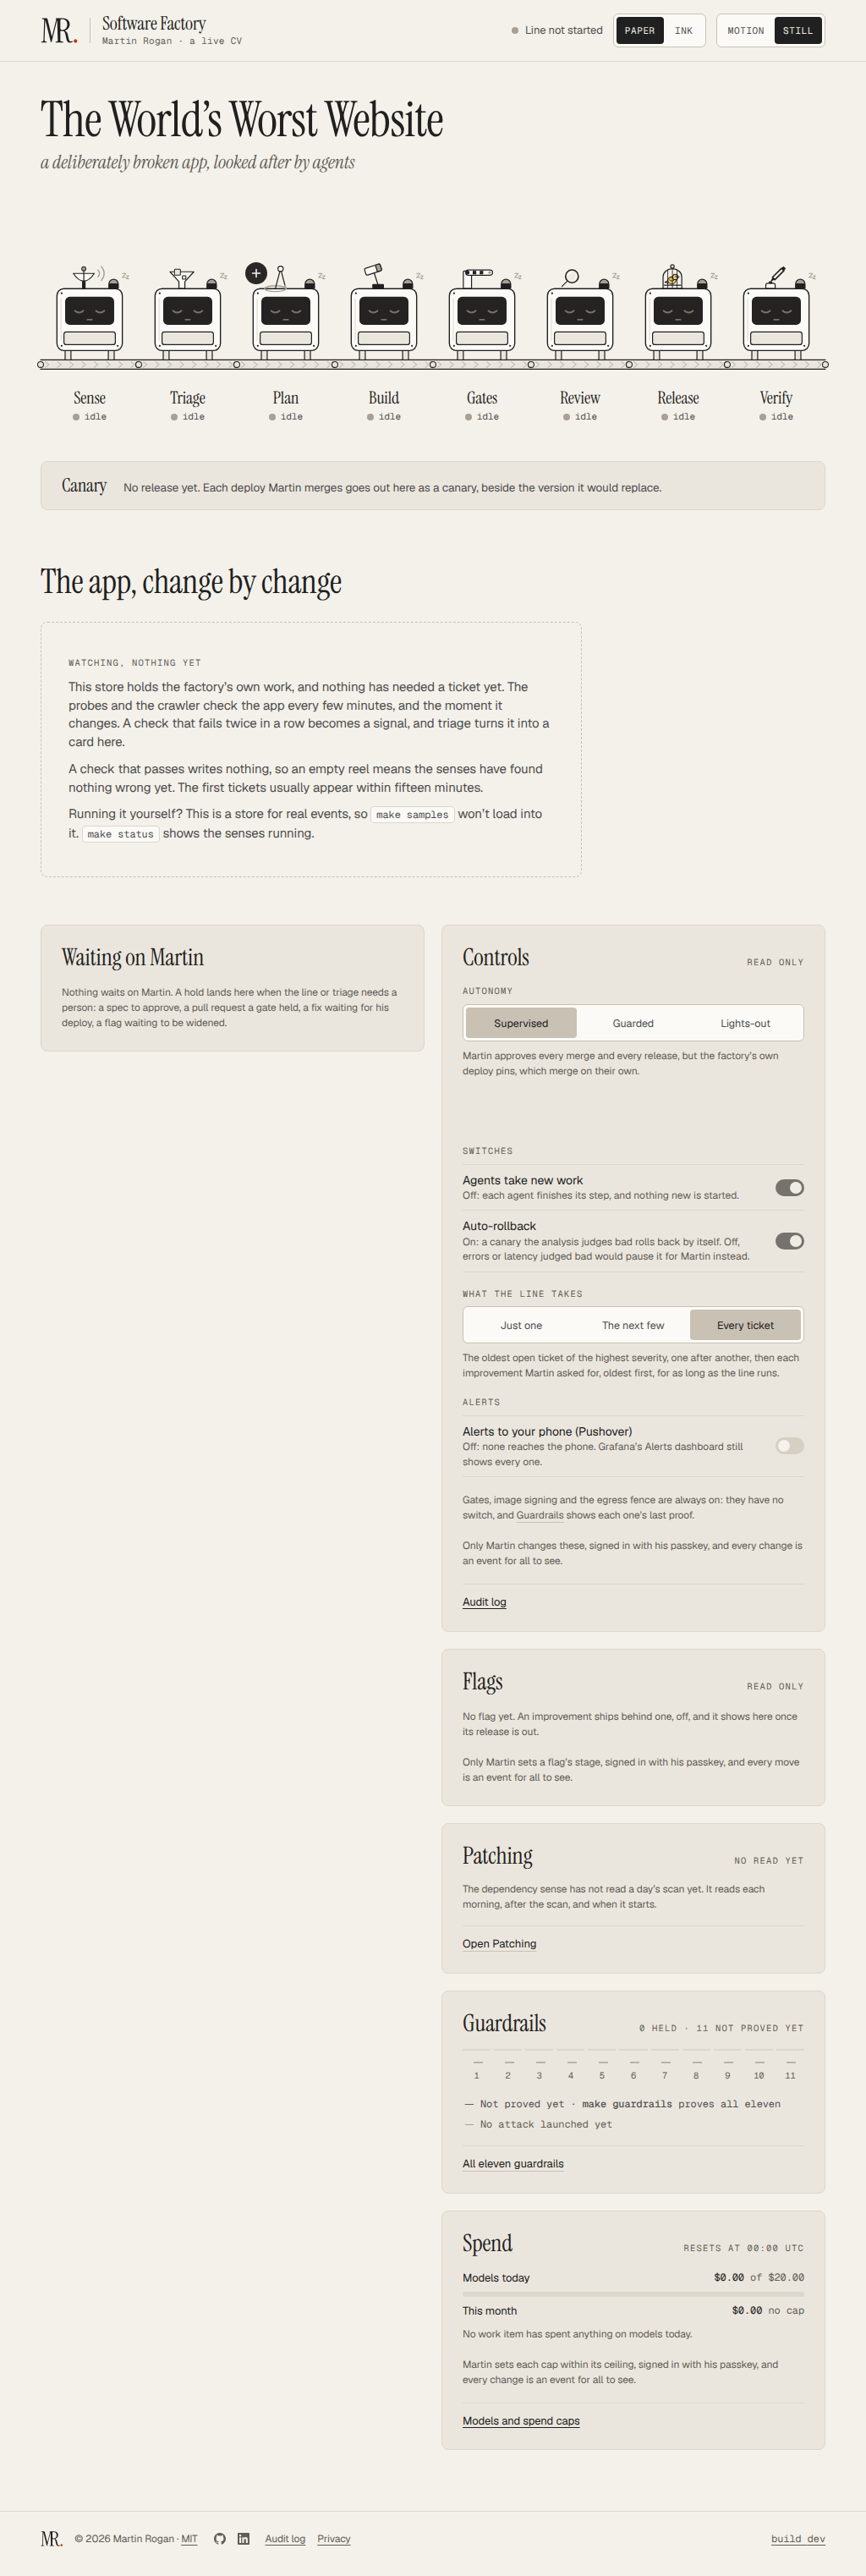 MR.
Software Factory
Martin Rogan · a live CV
Line not started
PAPER INK
MOTION STILL
The World's Worst Website
a deliberately broken app, looked after by agents
Sense Triage Plan Build Gates Review Release Verify
idle idle idle idle idle idle idle idle
Canary No release yet. Each deploy Martin merges goes out here as a canary, beside the version it would replace.
The app, change by change
WATCHING, NOTHING YET
This store holds the factory's own work, and nothing has needed a ticket yet. The
probes and the crawler check the app every few minutes, and the moment it
changes. A check that fails twice in a row becomes a signal, and triage turns it into a
card here.
A check that passes writes nothing, so an empty reel means the senses have found
nothing wrong yet. The first tickets usually appear within fifteen minutes.
Running it yourself? This is a store for real events, so make samples won't load into
it. make status shows the senses running.
Waiting on Martin
Nothing waits on Martin. A hold lands here when the line or triage needs a
person: a spec to approve, a pull request a gate held, a fix waiting for his
deploy, a flag waiting to be widened.
Controls READ ONLY
AUTONOMY
Supervised Guarded Lights-out
Martin approves every merge and every release, but the factory's own
deploy pins, which merge on their own.
SWITCHES
Agents take new work
Off: each agent finishes its step, and nothing new is started.
Auto-rollback
On: a canary the analysis judges bad rolls back by itself. Off,
errors or latency judged bad would pause it for Martin instead.
WHAT THE LINE TAKES
Just one The next few Every ticket
The oldest open ticket of the highest severity, one after another, then each
improvement Martin asked for, oldest first, for as long as the line runs.
ALERTS
Alerts to your phone (Pushover)
Off: none reaches the phone. Grafana's Alerts dashboard still
shows every one.
Gates, image signing and the egress fence are always on: they have no
switch, and Guardrails shows each one's last proof.
Only Martin changes these, signed in with his passkey, and every change is
an event for all to see.
Audit log
Flags READ ONLY
No flag yet. An improvement ships behind one, off, and it shows here once
its release is out.
Only Martin sets a flag's stage, signed in with his passkey, and every move
is an event for all to see.
Patching NO READ YET
The dependency sense has not read a day's scan yet. It reads each
morning, after the scan, and when it starts.
Open Patching
Guardrails 0 HELD · 11 NOT PROVED YET
1 2 3 4 5 6 7 8 9 10 11
— Not proved yet · make guardrails proves all eleven
— No attack launched yet
All eleven guardrails
Spend RESETS AT 00:00 UTC
Models today $0.00 of $20.00
This month $0.00 no cap
No work item has spent anything on models today.
Martin sets each cap within its ceiling, signed in with his passkey, and
every change is an event for all to see.
Models and spend caps
MR. © 2026 Martin Rogan · MIT Audit log Privacy build dev